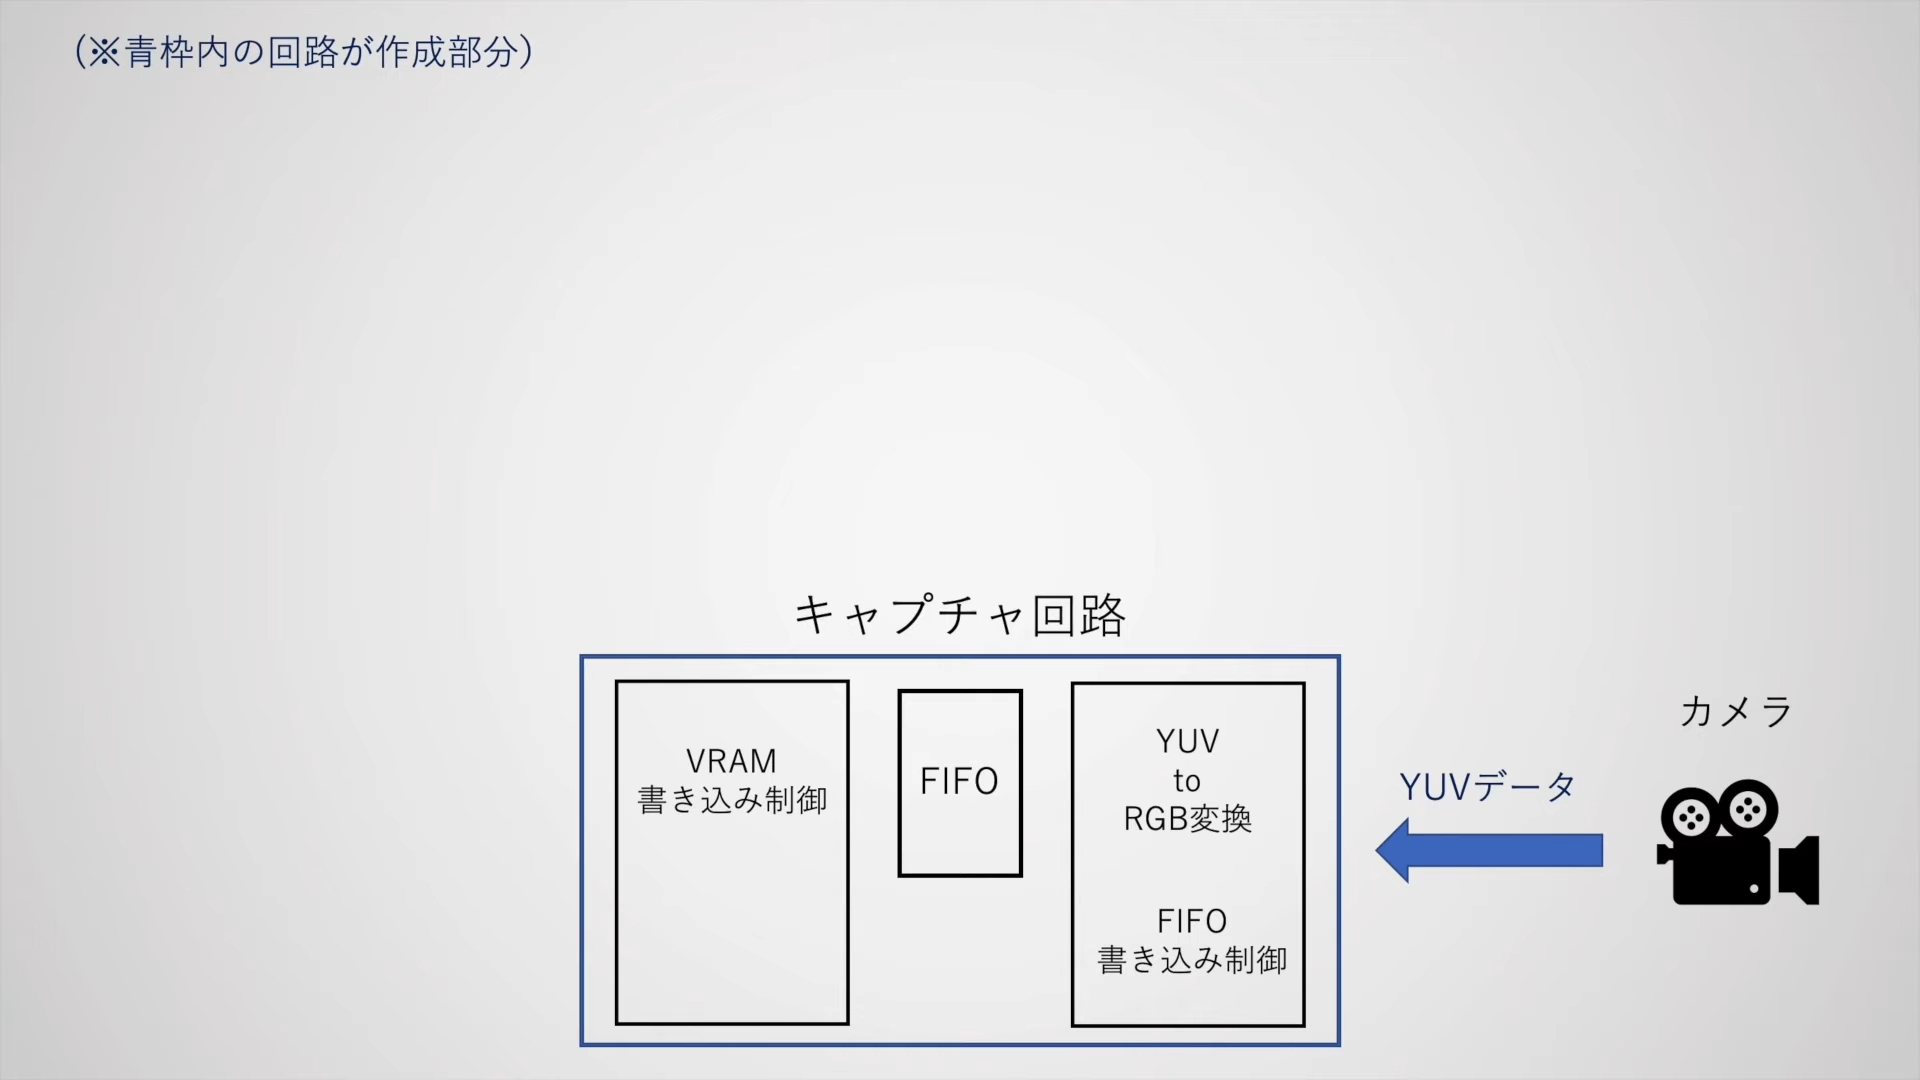 （※青枠内の回路が作成部分）
キャプチャ回路
VRAM
書き込み制御
FIFO
YUV
to
RGB変換
FIFO
書き込み制御
YUVデータ
カメラ